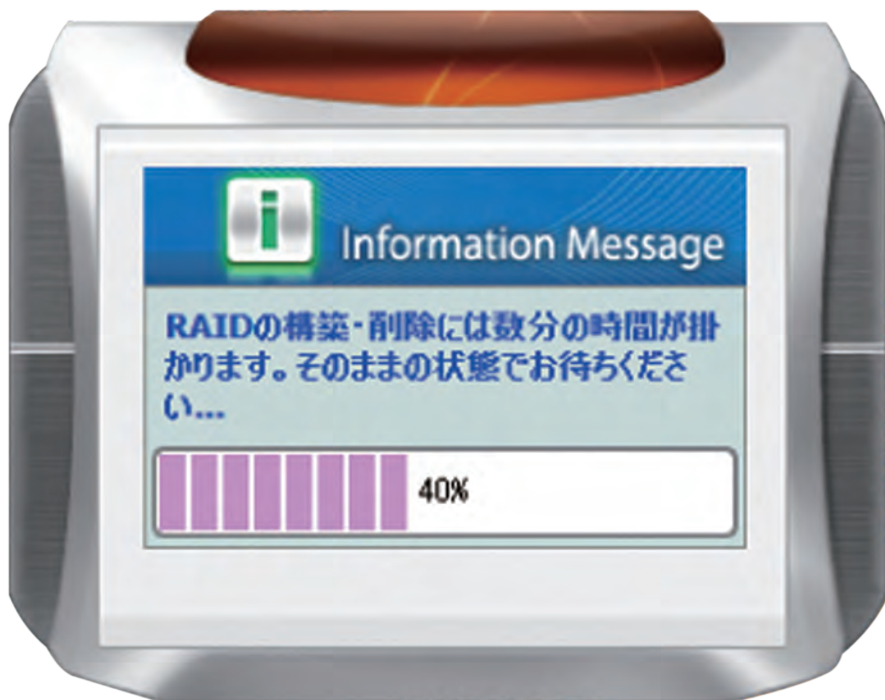 i
Information Message
RAIDの構築・削除には数分の時間が掛
かります。そのままの状態でお待ちくださ
い...
40%